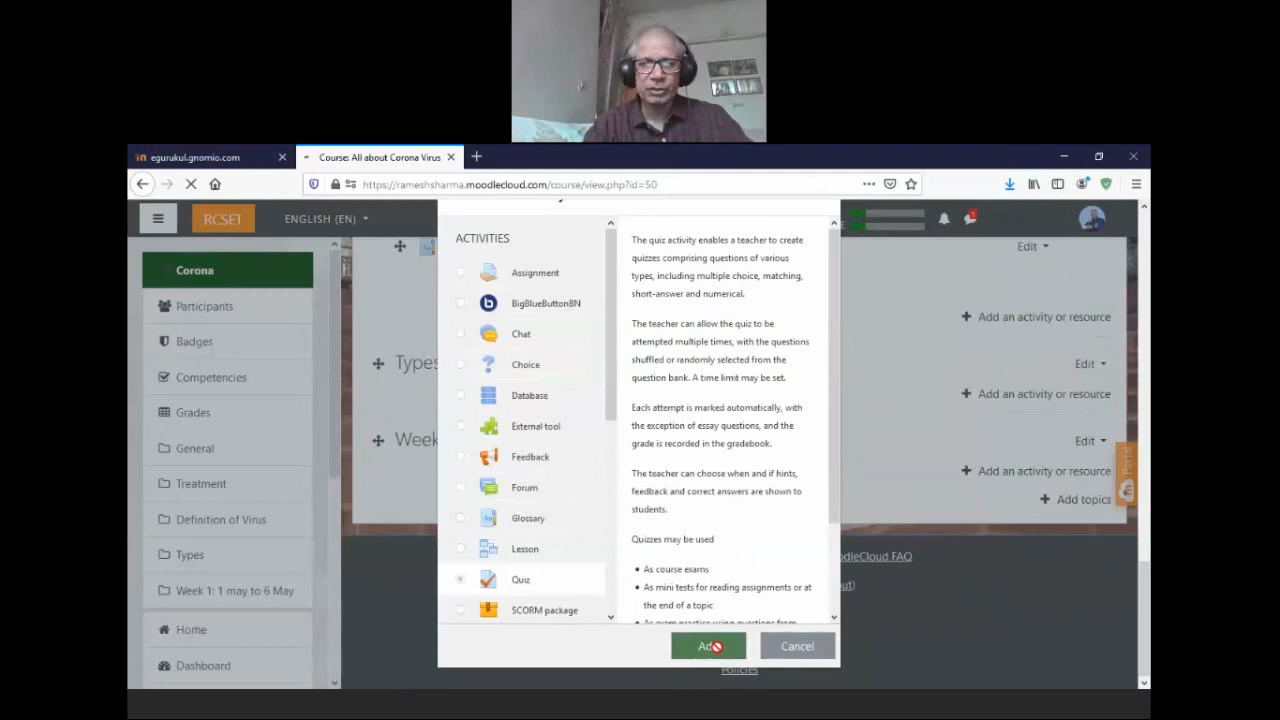 egurukul.gnomio.com
Course: All about Corona Virus
https://rameshsharma.moodlecloud.com/course/view.php?id=50
RCSET
ENGLISH (EN)
1
ACTIVITIES
Corona
Participants
Badges
Competencies
Grades
General
Treatment
Definition of Virus
Types
Week 1: 1 may to 6 May
Home
Dashboard
Types
Week
Assignment
BigBlueButtonBN
Chat
Choice
Database
External tool
Feedback
Forum
Glossary
Lesson
Quiz
SCORM package
The quiz activity enables a teacher to create
quizzes comprising questions of various
types, including multiple choice, matching,
short-answer and numerical.
The teacher can allow the quiz to be
attempted multiple times, with the questions
shuffled or randomly selected from the
question bank. A time limit may be set.
Each attempt is marked automatically, with
the exception of essay questions, and the
grade is recorded in the gradebook.
The teacher can choose when and if hints,
feedback and correct answers are shown to
students.
Quizzes may be used
• As course exams
• As mini tests for reading assignments or at
the end of a topic
• As exam practice using questions from
Add
Cancel
Edit
Add an activity or resource
Edit
Add an activity or resource
Edit
Add an activity or resource
Add topics
odleCloud FAQ
out)
Policies